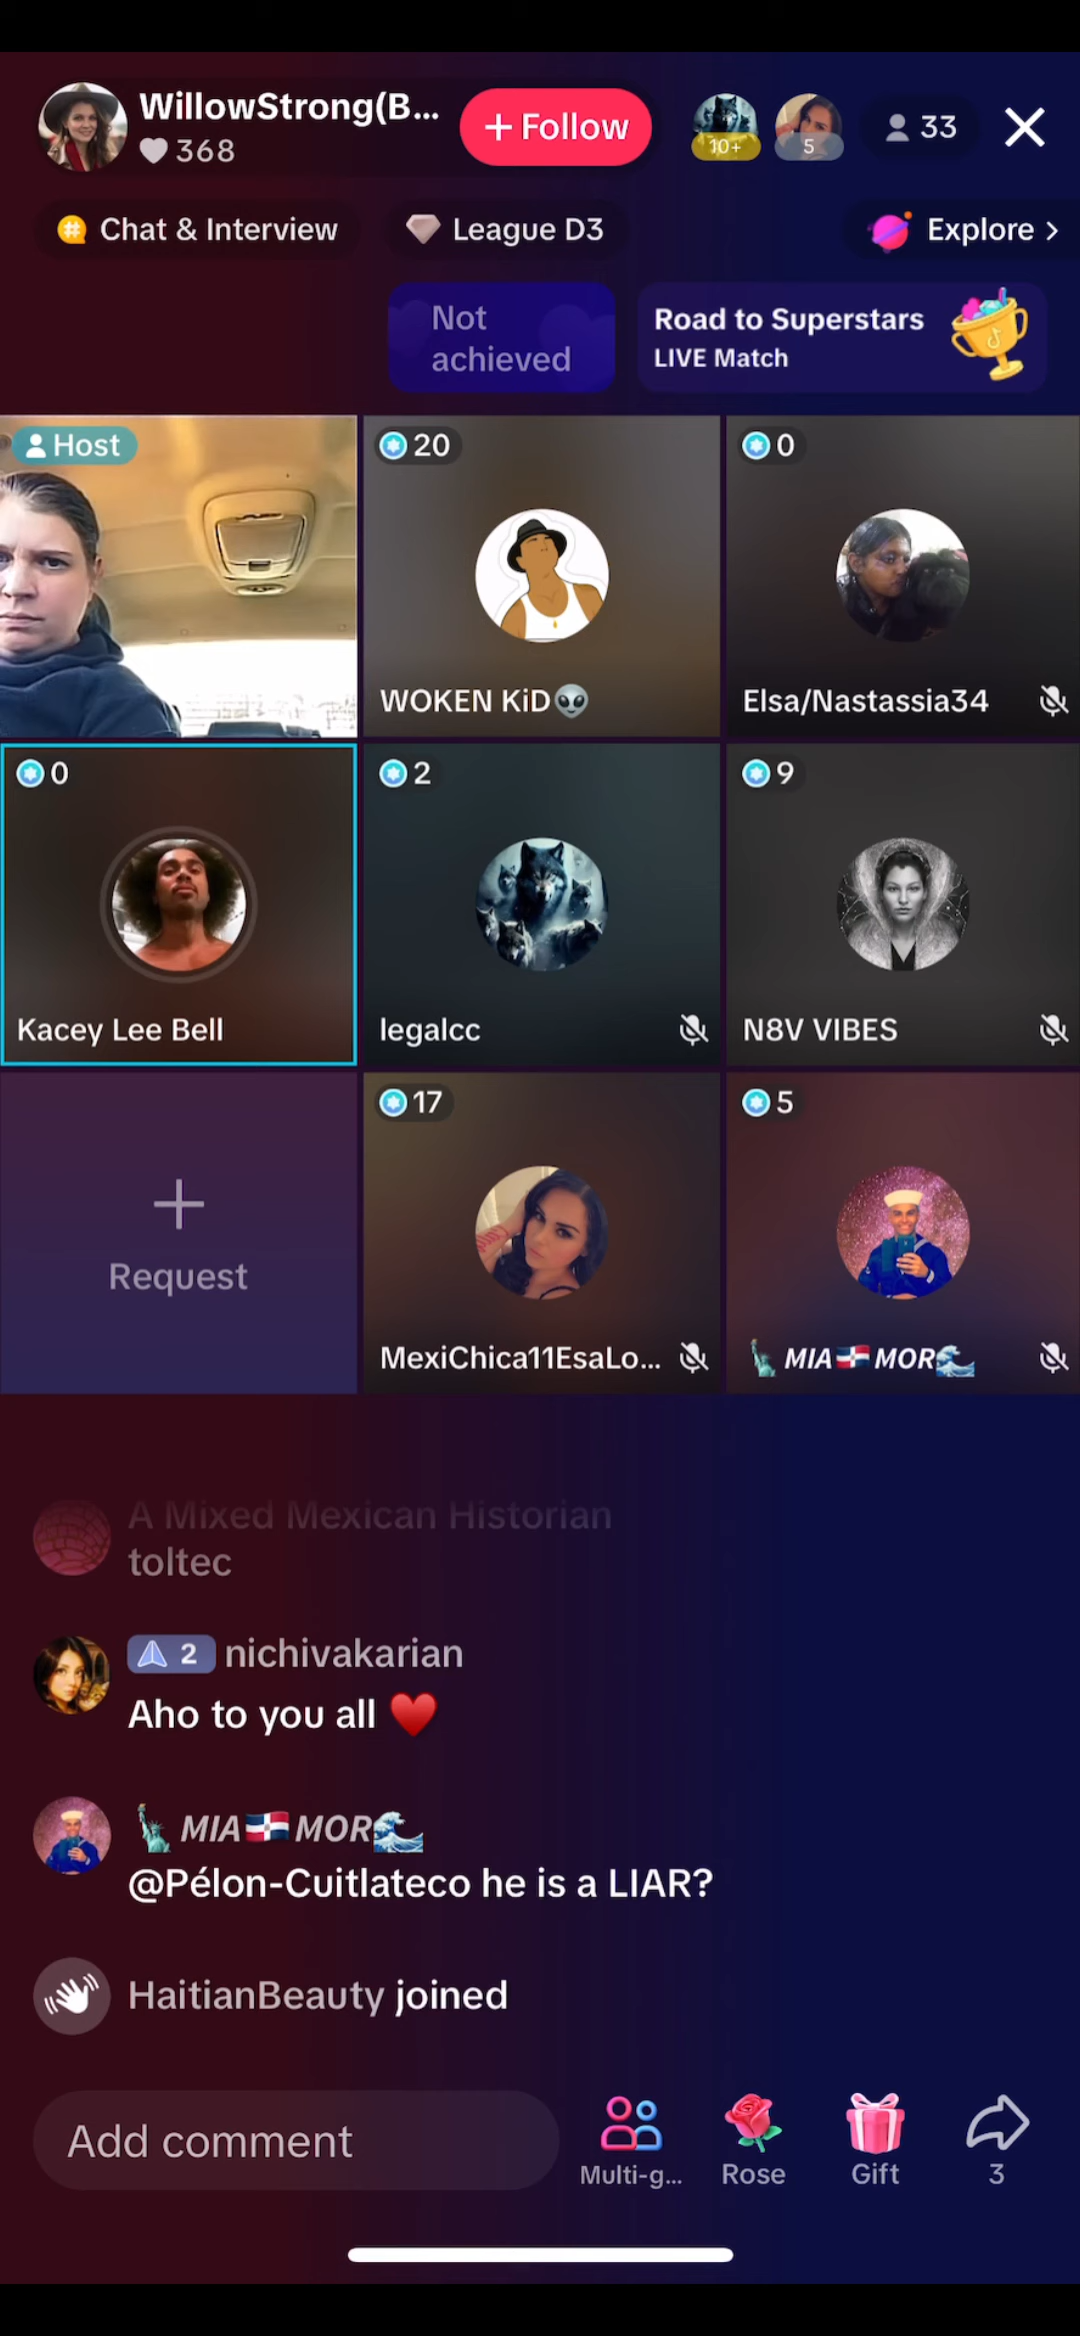 WillowStrong(B...
368
+ Follow
10+
5
33
Chat & Interview
League D3
Explore >
Not
achieved
Road to Superstars
LIVE Match
Host
20
WOKEN KiD👽
0
Elsa/Nastassia34
0
Kacey Lee Bell
2
legalcc
9
N8V VIBES
Request
17
MexiChica11EsaLo...
5
🗽 MIA🇩🇴MOR🌊
A Mixed Mexican Historian
toltec
2 nichivakarian
Aho to you all ♥️
🗽 MIA🇩🇴MOR🌊
@Pélon-Cuitlateco he is a LIAR?
HaitianBeauty joined
Add comment
Multi-g...
Rose
Gift
3